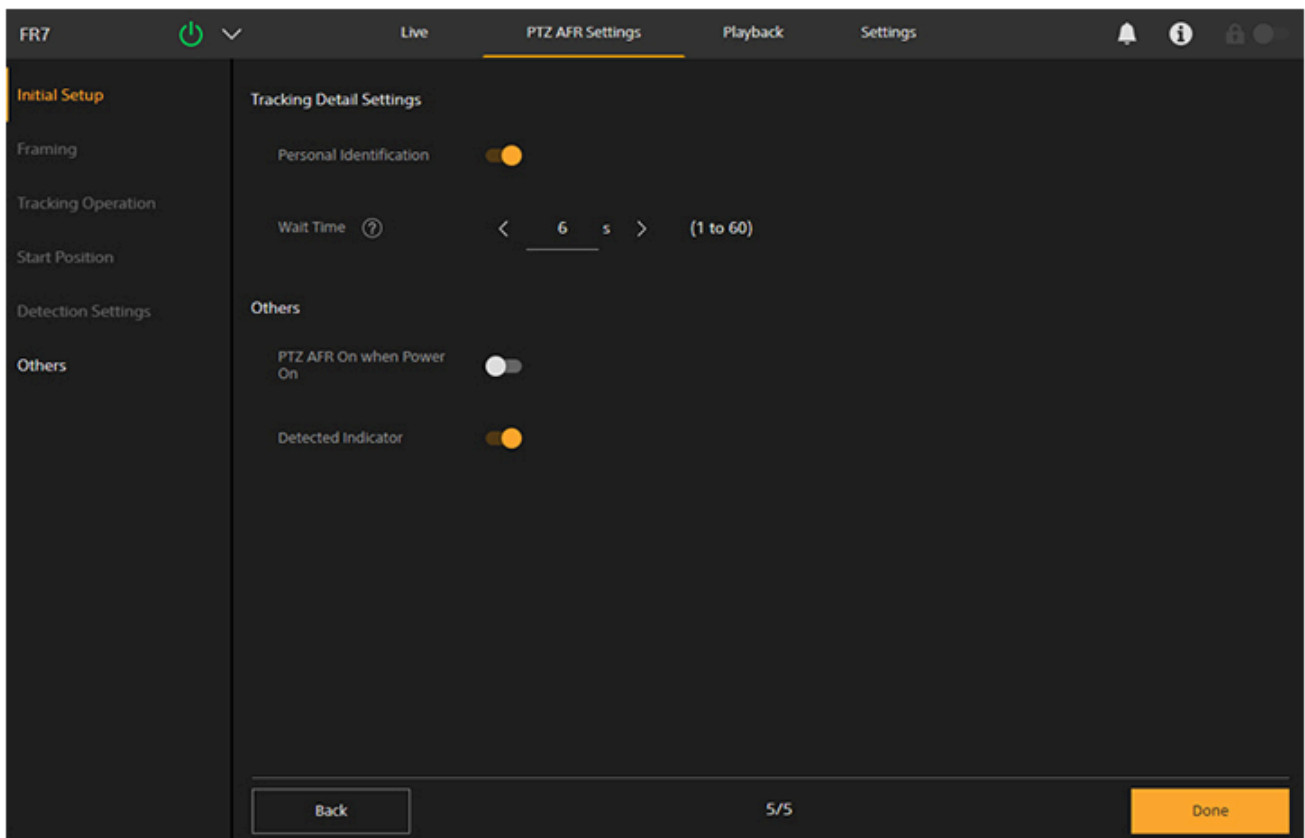 FR7
Live
PTZ AFR Settings
Playback
Settings
Initial Setup
Framing
Tracking Operation
Start Position
Detection Settings
Others
Tracking Detail Settings
Personal Identification
Wait Time ?
6 s (1 to 60)
Others
PTZ AFR On when Power
On
Detected Indicator
Back
5/5
Done